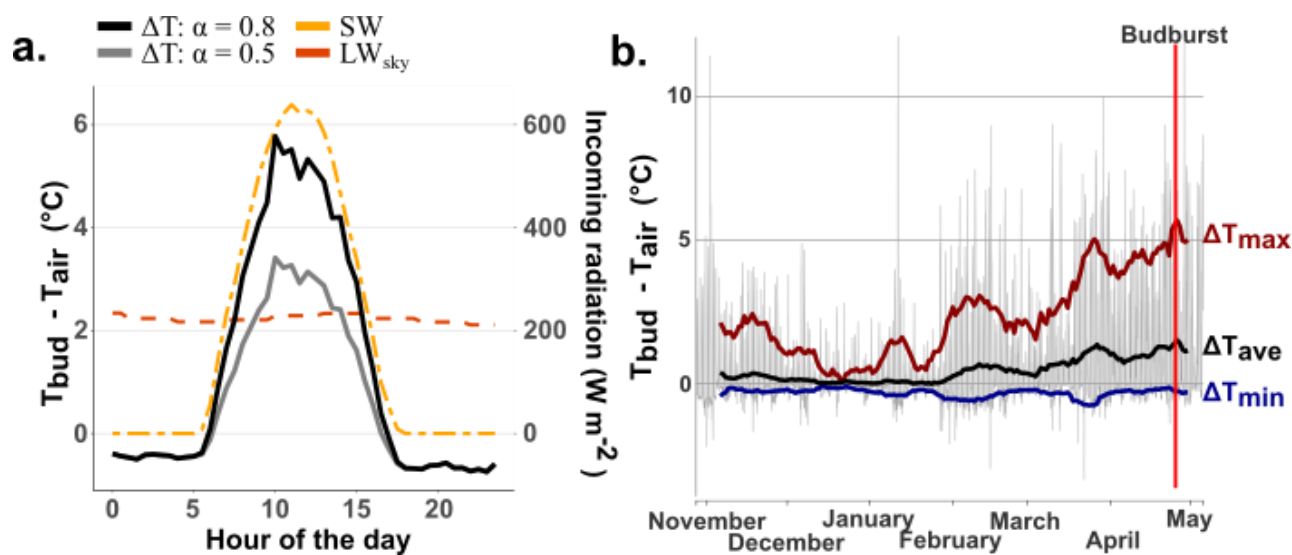 a.
ΔT: α = 0.8
SW
ΔT: α = 0.5
LWsky
6
4
2
0
600
400
200
0
Tbud - Tair (°C)
Incoming radiation (W m-2)
0 5 10 15 20
Hour of the day
b.
Budburst
10
5
0
Tbud - Tair (°C)
ΔTmax
ΔTave
ΔTmin
November January March May
December February April